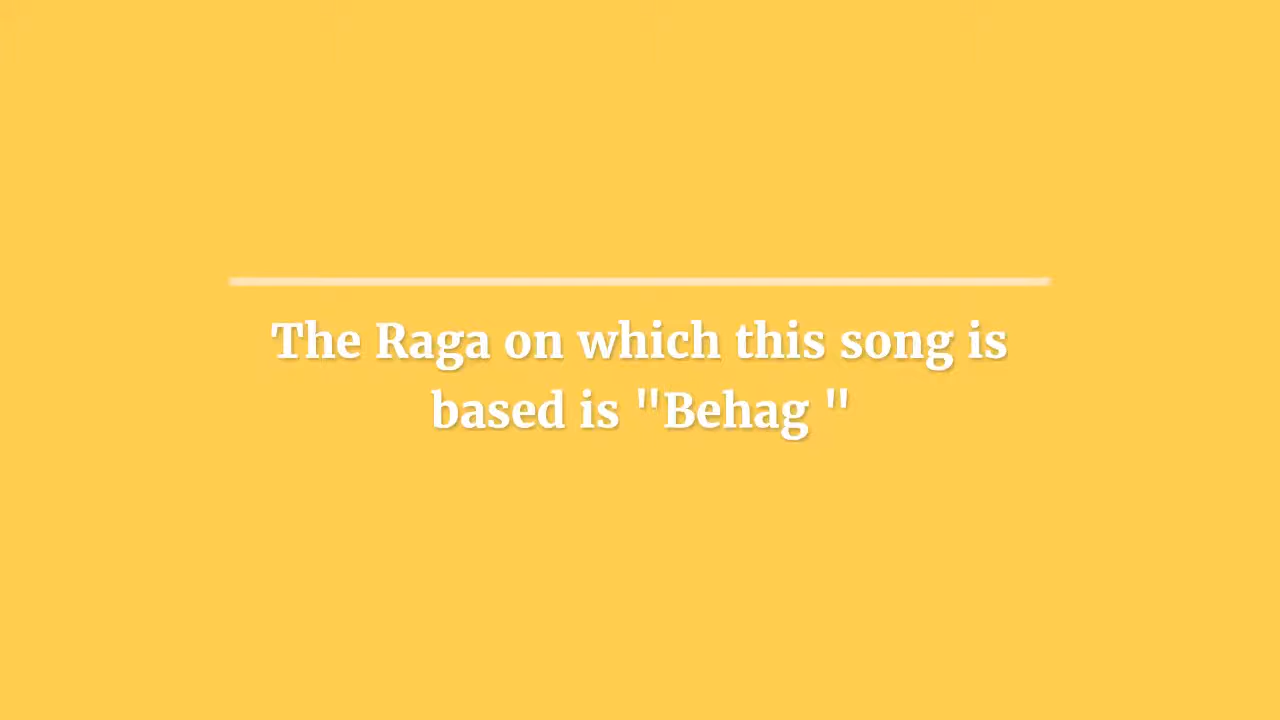 The Raga on which this song is
based is "Behag "